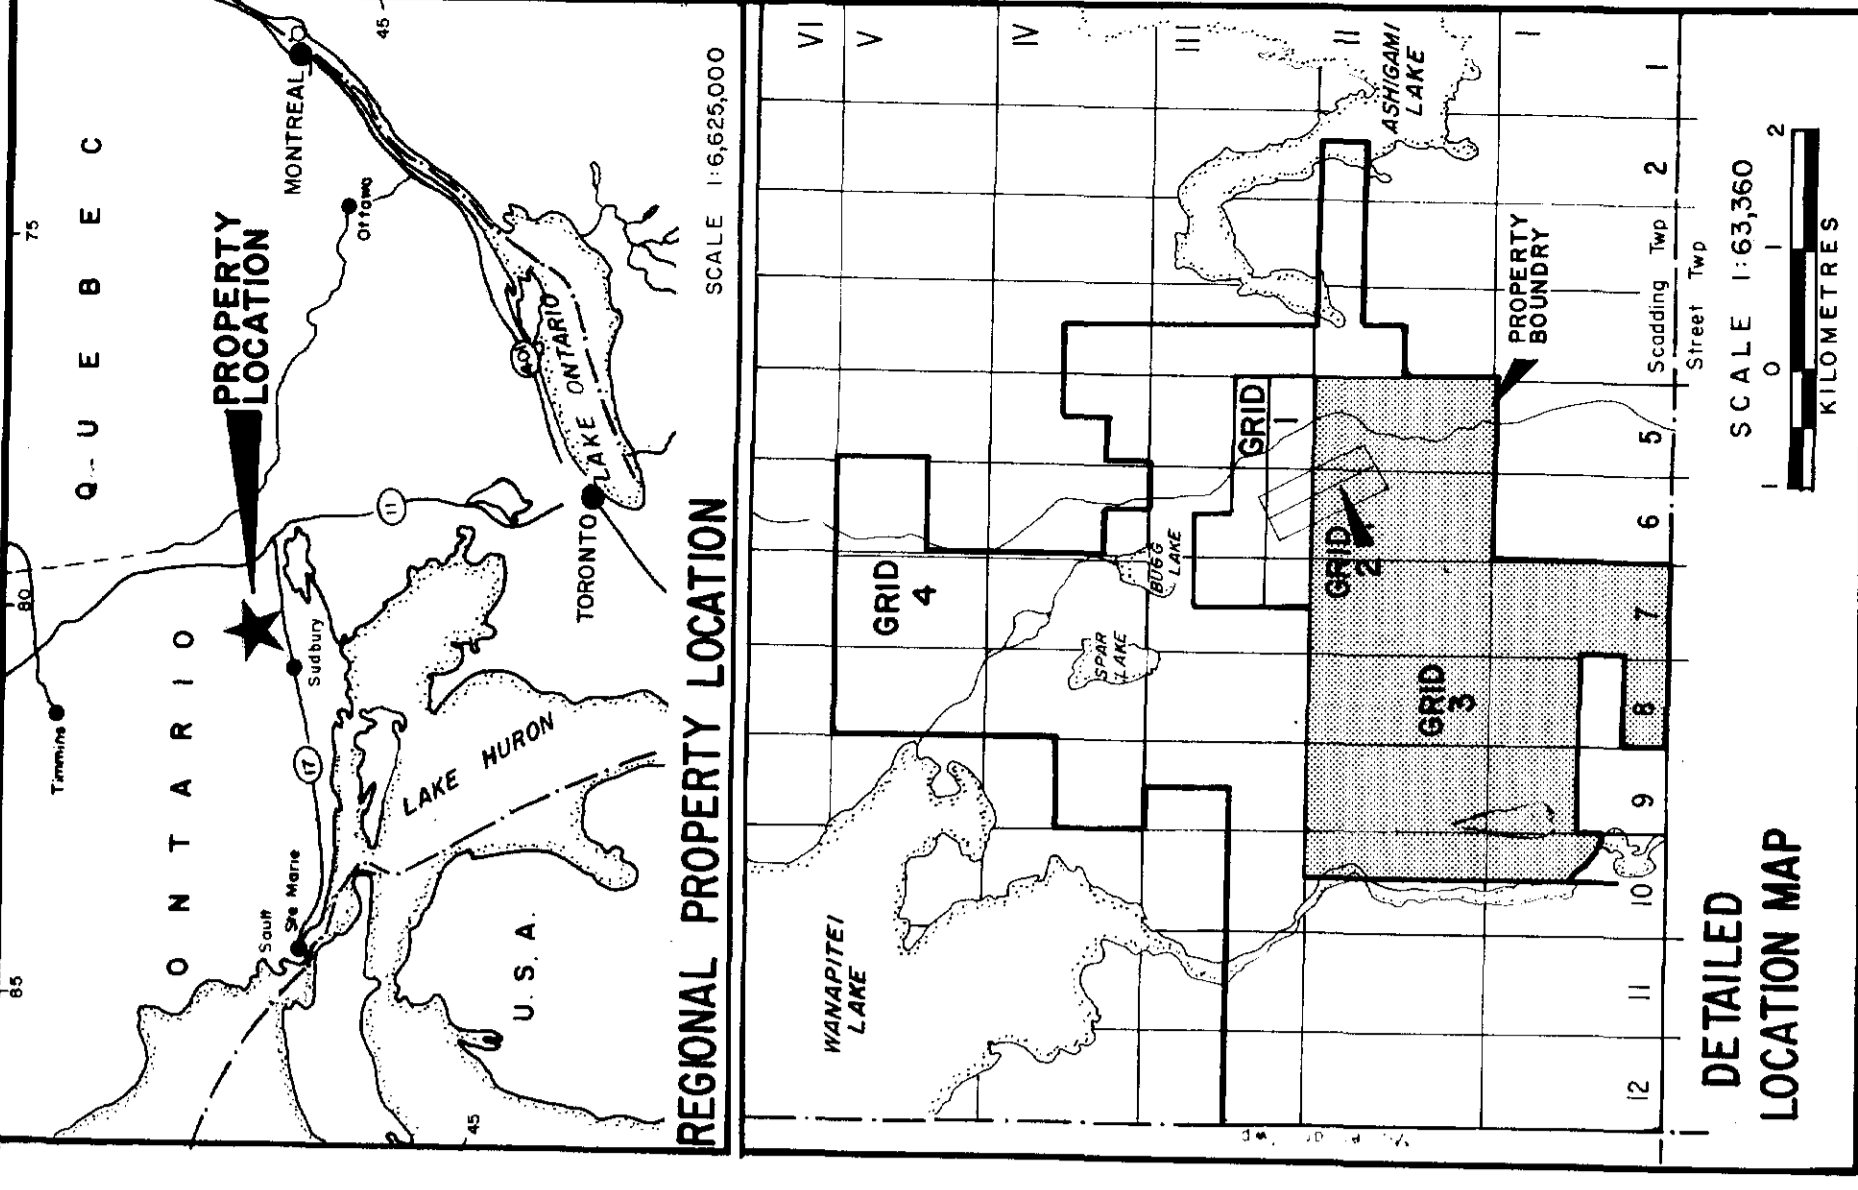 85
80
75
45
Timmins
QUEBEC
ONTARIO
PROPERTY
LOCATION
MONTREAL
Ottawa
Sault
Ste Marie
17
Sudbury
11
401
LAKE HURON
TORONTO
LAKE ONTARIO
U.S.A.
45
SCALE 1:6,625,000
REGIONAL PROPERTY LOCATION
VI
V
IV
III
II
I
WANAPITEI
LAKE
GRID
4
SPAR
LAKE
BUGG
LAKE
GRID
1
GRID
2
GRID
3
ASHIGAMI
LAKE
PROPERTY
BOUNDRY
12
11
10
9
8
7
6
5
2
1
Scadding Twp
Street Twp
DETAILED
LOCATION MAP
SCALE 1:63,360
1 0 1 2
KILOMETRES